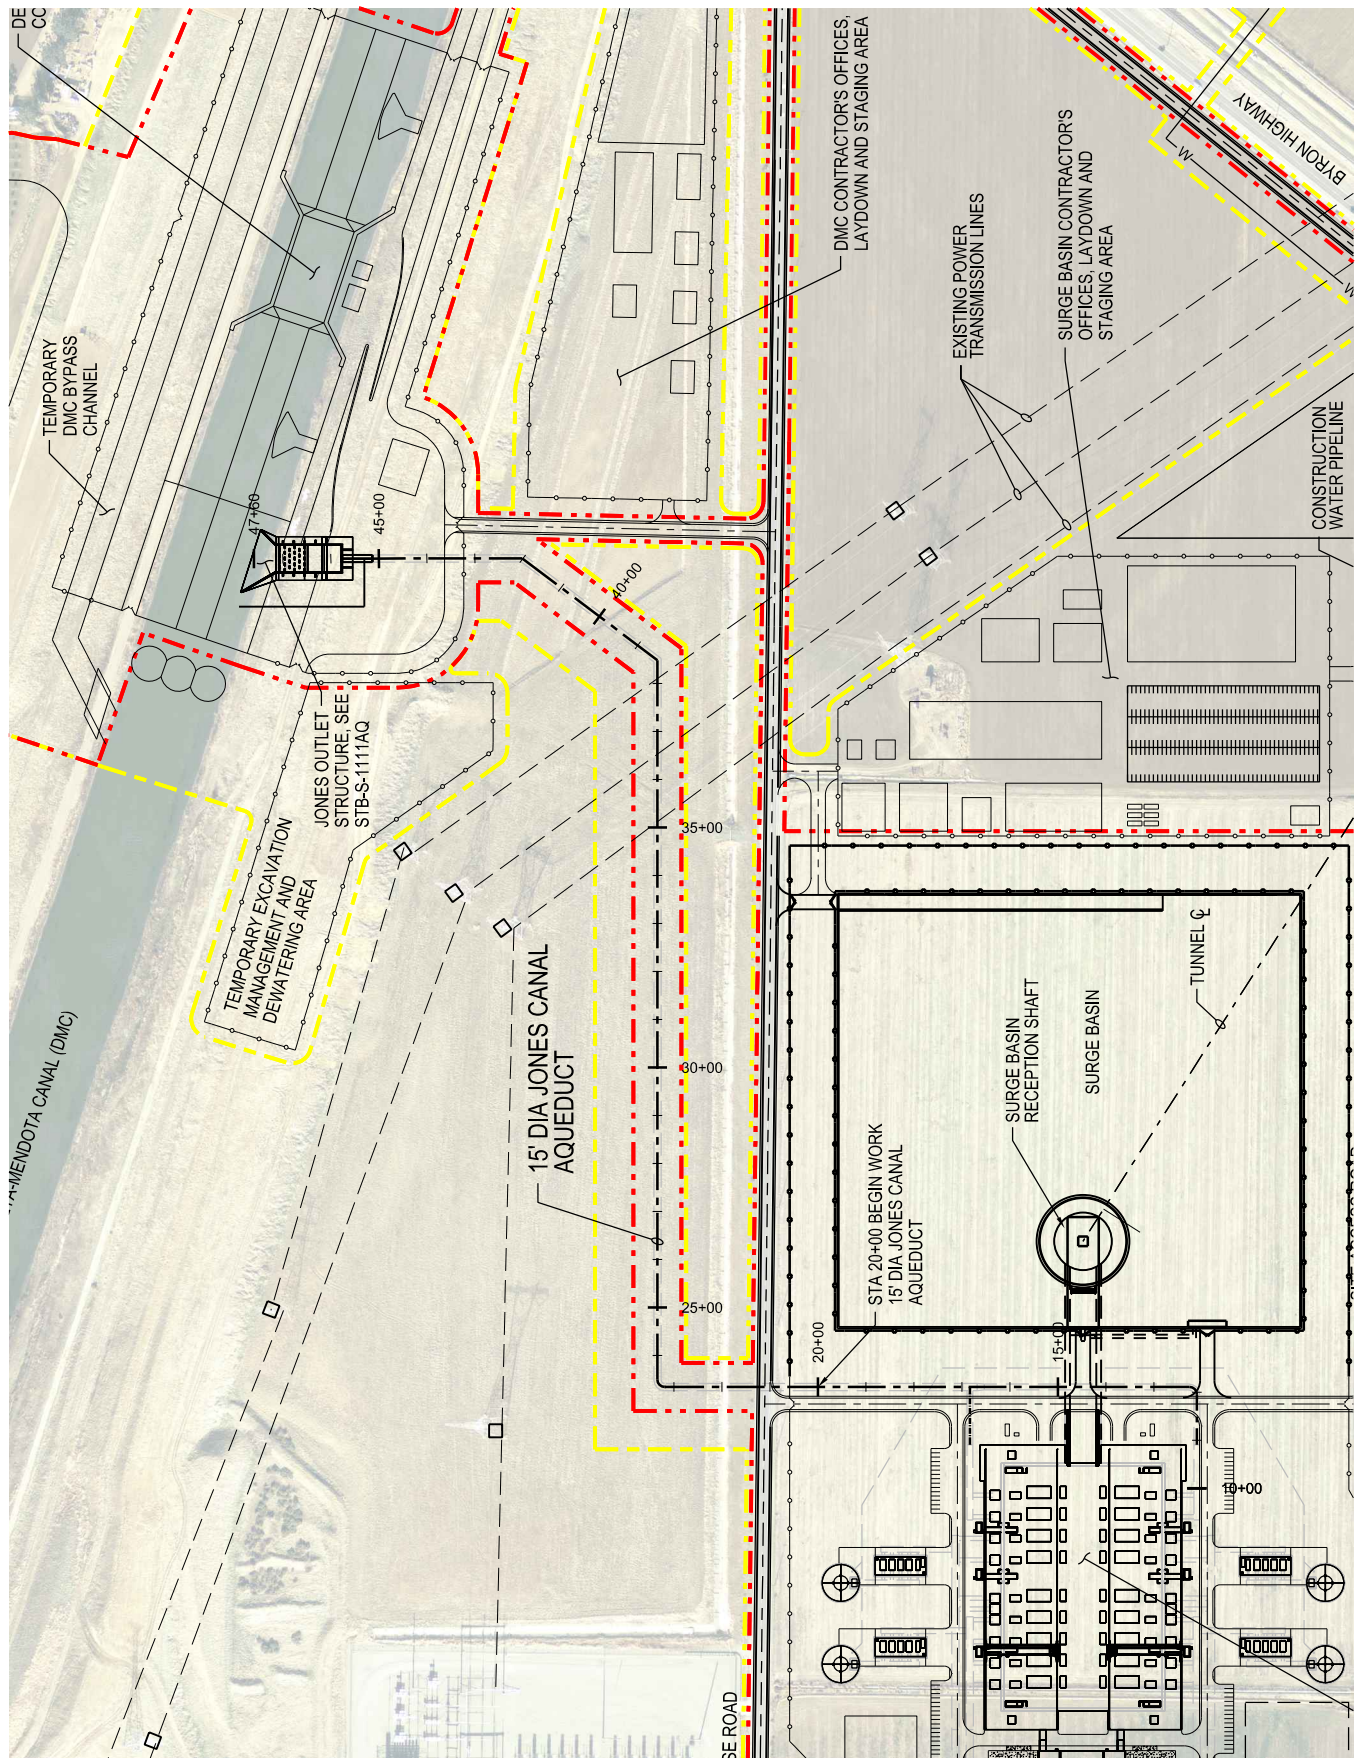 DE
CC
DMC CONTRACTOR'S OFFICES,
LAYDOWN AND STAGING AREA
BYRON HIGHWAY
W
W
EXISTING POWER
TRANSMISSION LINES
SURGE BASIN CONTRACTOR'S
OFFICES, LAYDOWN AND
STAGING AREA
TEMPORARY
DMC BYPASS
CHANNEL
CONSTRUCTION
WATER PIPELINE
47+60
45+00
40+00
JONES OUTLET
STRUCTURE, SEE
STB-S-1111AQ
TEMPORARY EXCAVATION
MANAGEMENT AND
DEWATERING AREA
35+00
15' DIA JONES CANAL
AQUEDUCT
TA-MENDOTA CANAL (DMC)
TUNNEL ℄
SURGE BASIN
RECEPTION SHAFT
SURGE BASIN
30+00
STA 20+00 BEGIN WORK
15' DIA JONES CANAL
AQUEDUCT
25+00
20+00
15+00
10+00
SE ROAD